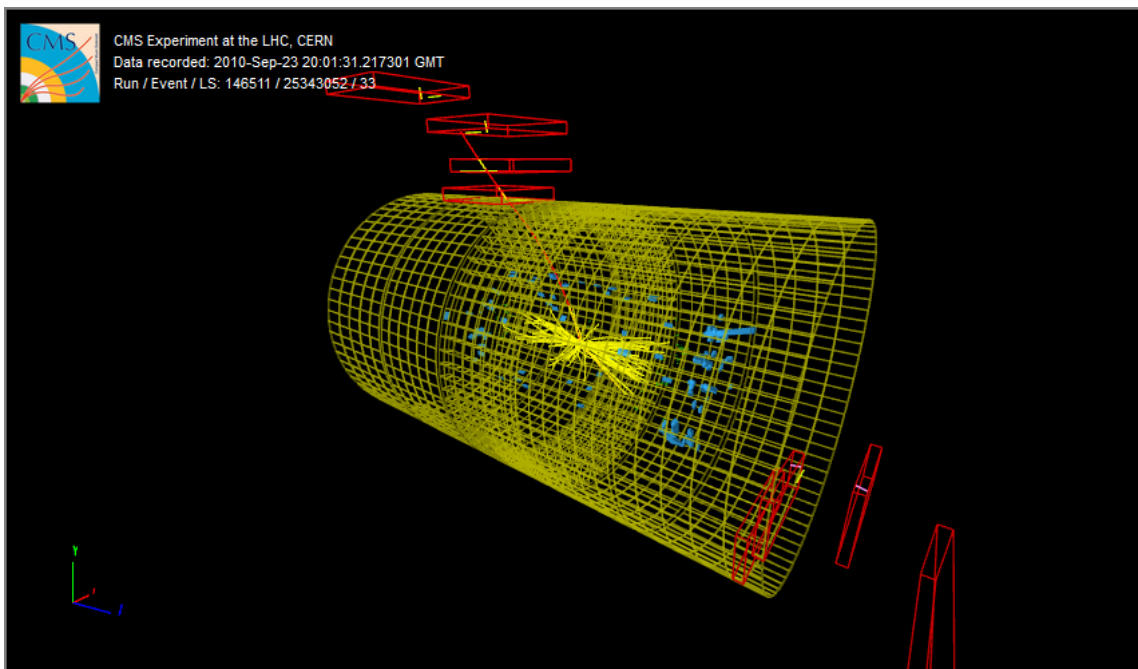 CMS
CMS Experiment at the LHC, CERN
Data recorded: 2010-Sep-23 20:01:31.217301 GMT
Run / Event / LS: 146511 / 25343052 / 33
Y